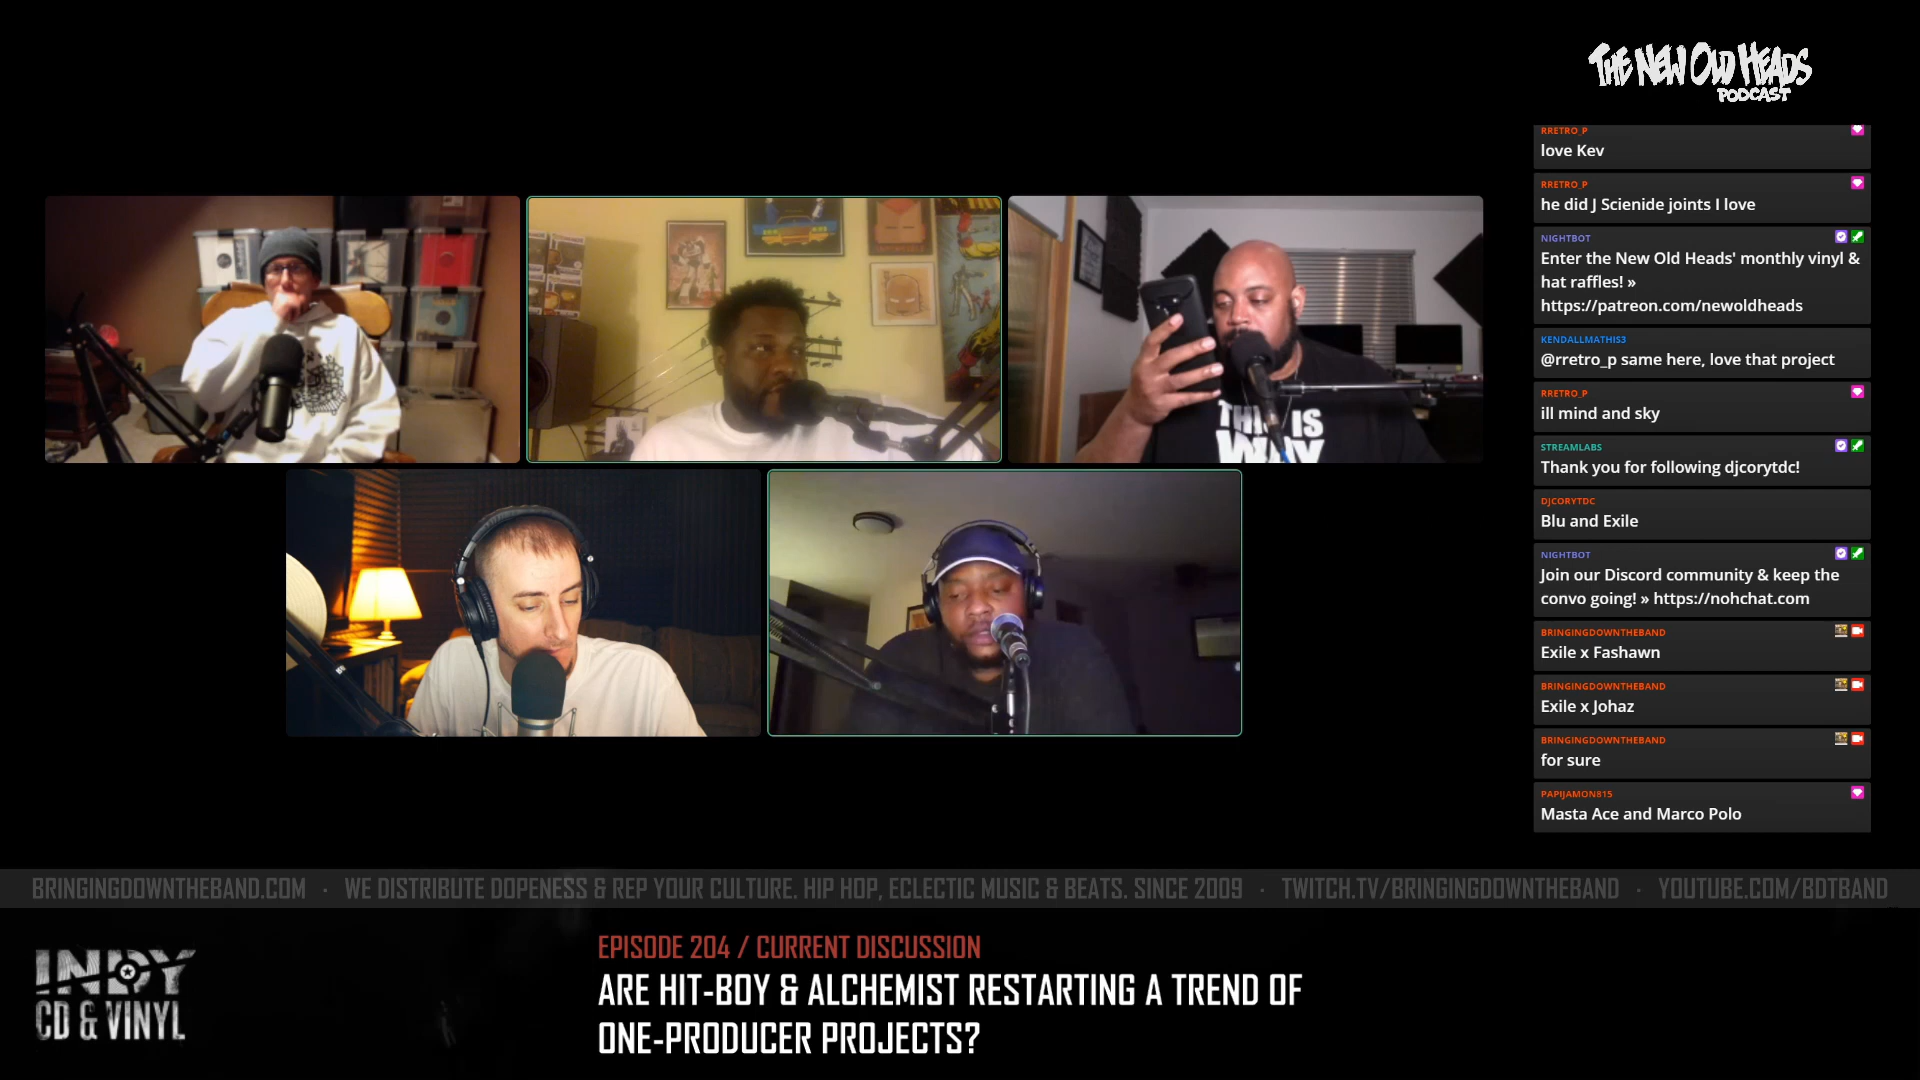 THE NEW OLD HEADS
PODCAST
RRETRO_P
love Kev
RRETRO_P
he did J Scienide joints I love
NIGHTBOT
Enter the New Old Heads' monthly vinyl &
hat raffles! »
https://patreon.com/newoldheads
KENDALLMATHIS3
@rretro_p same here, love that project
RRETRO_P
ill mind and sky
STREAMLABS
Thank you for following djcorytdc!
DJCORYTDC
Blu and Exile
NIGHTBOT
Join our Discord community & keep the
convo going! » https://nohchat.com
BRINGINGDOWNTHEBAND
Exile x Fashawn
BRINGINGDOWNTHEBAND
Exile x Johaz
BRINGINGDOWNTHEBAND
for sure
PAPIJAMON815
Masta Ace and Marco Polo
THIS IS
BRINGINGDOWNTHEBAND.COM · WE DISTRIBUTE DOPENESS & REP YOUR CULTURE. HIP HOP, ECLECTIC MUSIC & BEATS. SINCE 2009 · TWITCH.TV/BRINGINGDOWNTHEBAND · YOUTUBE.COM/BDTBAND
INDY
CD & VINYL
EPISODE 204 / CURRENT DISCUSSION
ARE HIT-BOY & ALCHEMIST RESTARTING A TREND OF
ONE-PRODUCER PROJECTS?